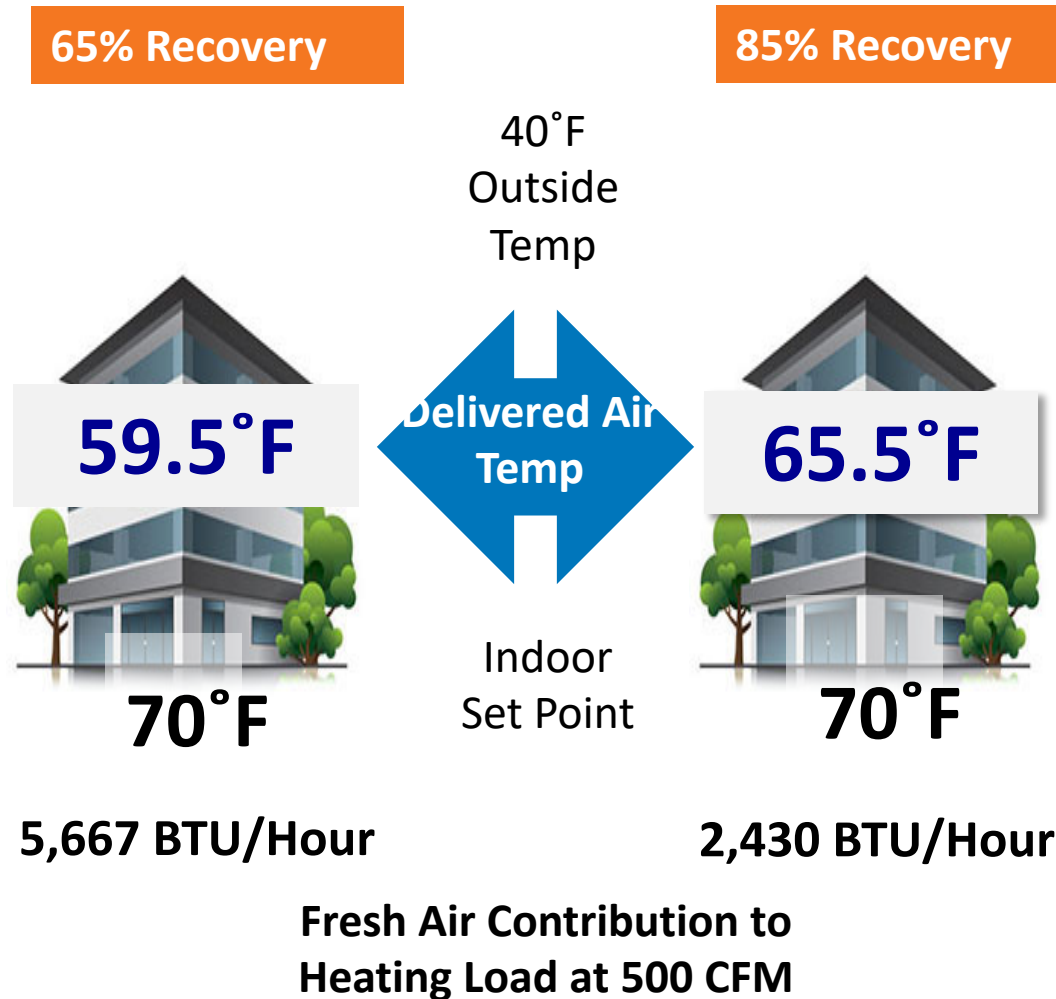 65% Recovery
85% Recovery
40˚F
Outside
Temp
59.5˚F
Delivered Air
Temp
65.5˚F
Indoor
Set Point
70˚F
70˚F
5,667 BTU/Hour
2,430 BTU/Hour
Fresh Air Contribution to
Heating Load at 500 CFM